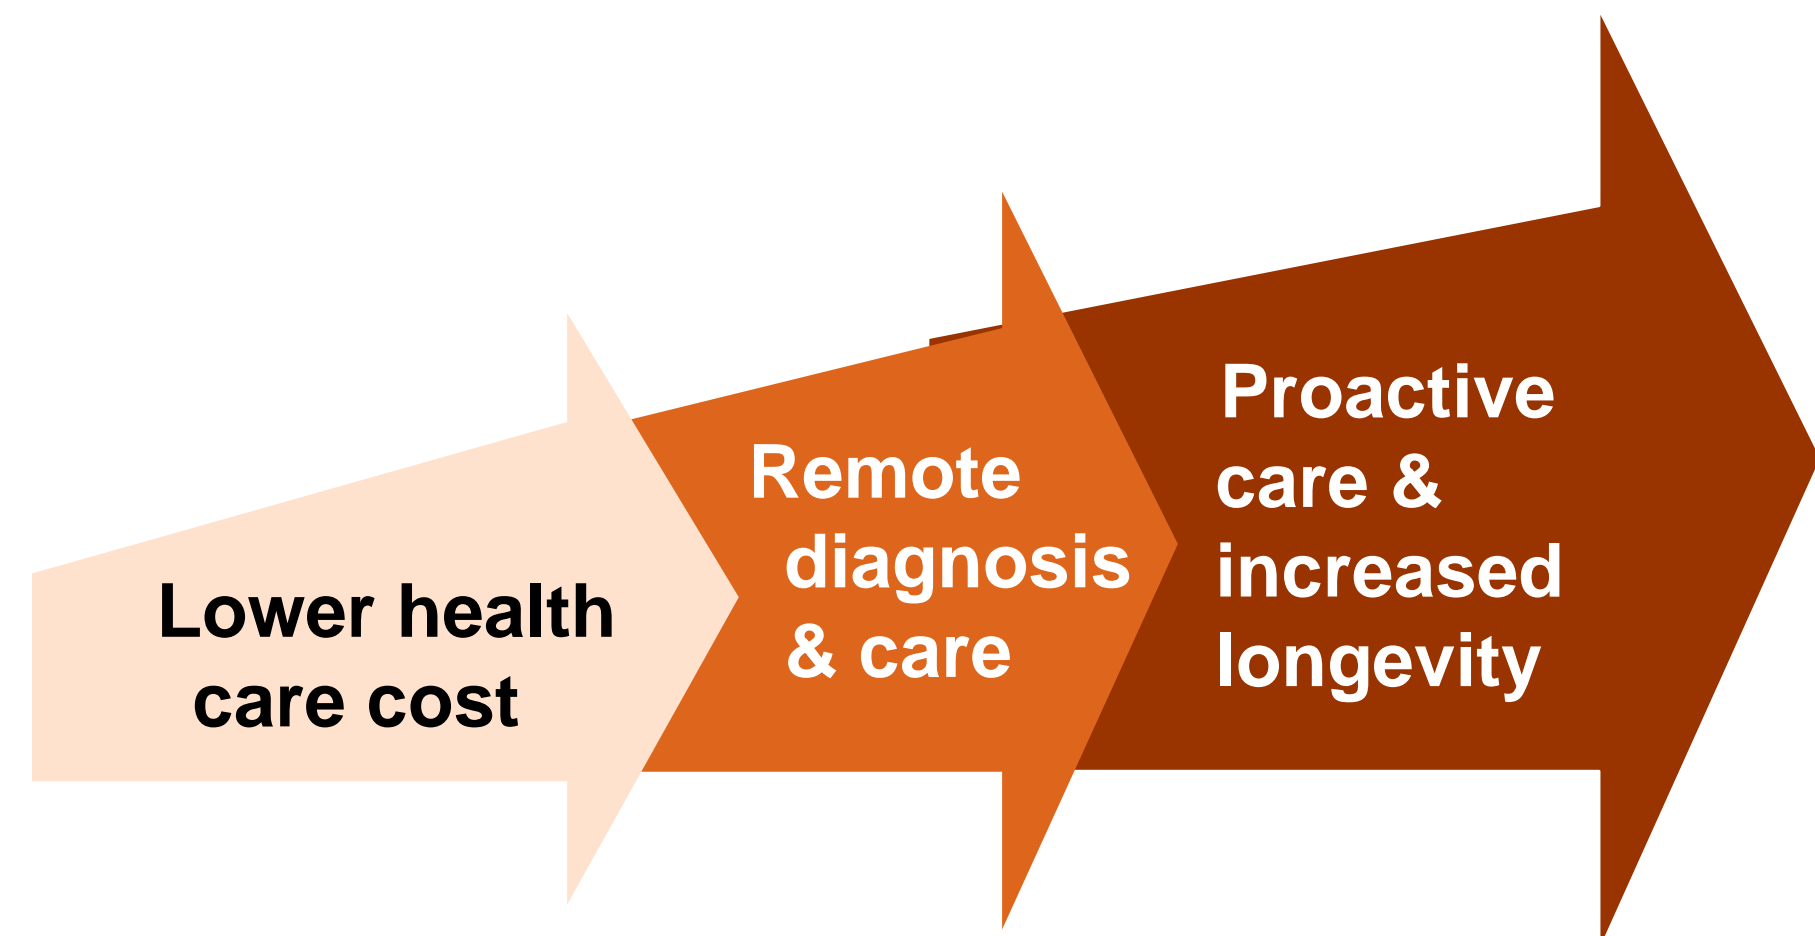 Lower health
care cost
Remote
diagnosis
& care
Proactive
care &
increased
longevity